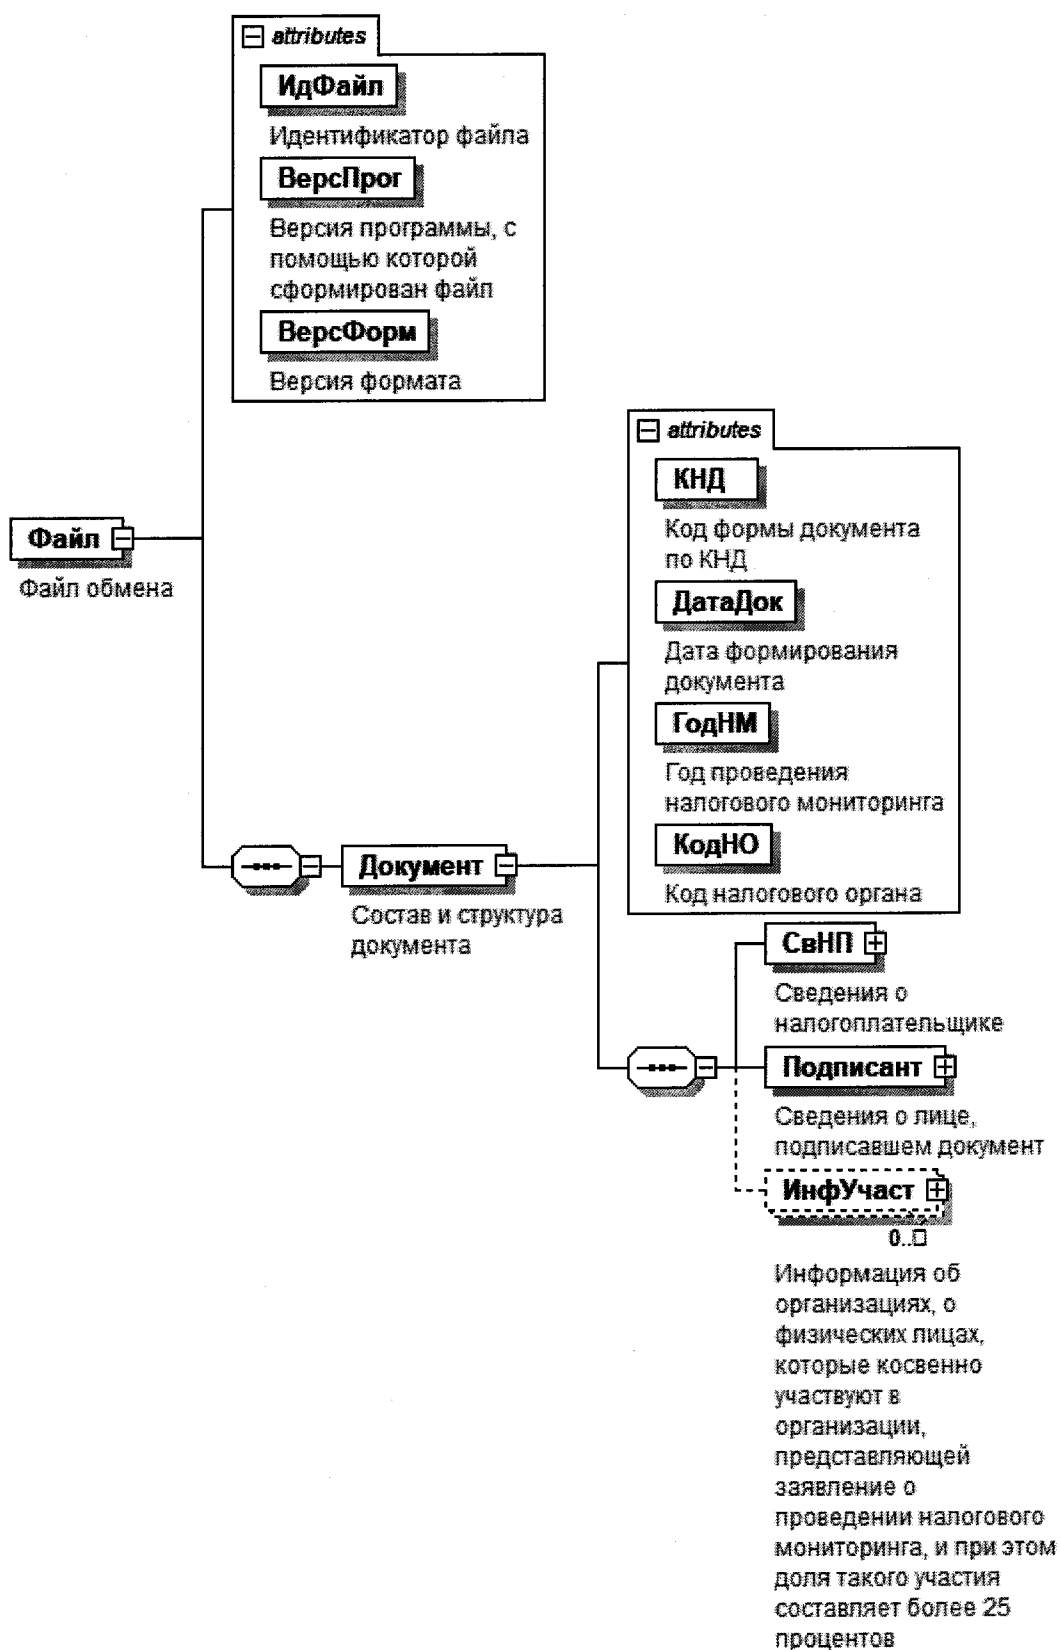 attributes
ИдФайл
Идентификатор файла
ВерсПрог
Версия программы, с
помощью которой
сформирован файл
ВерсФорм
Версия формата
Файл
Файл обмена
attributes
КНД
Код формы документа
по КНД
ДатаДок
Дата формирования
документа
ГодНМ
Год проведения
налогового мониторинга
КодНО
Код налогового органа
Документ
Состав и структура
документа
СвНП
Сведения о
налогоплательщике
Подписант
Сведения о лице,
подписавшем документ
ИнфУчаст
0..□
Информация об
организациях, о
физических лицах,
которые косвенно
участвуют в
организации,
представляющей
заявление о
проведении налогового
мониторинга, и при этом
доля такого участия
составляет более 25
процентов